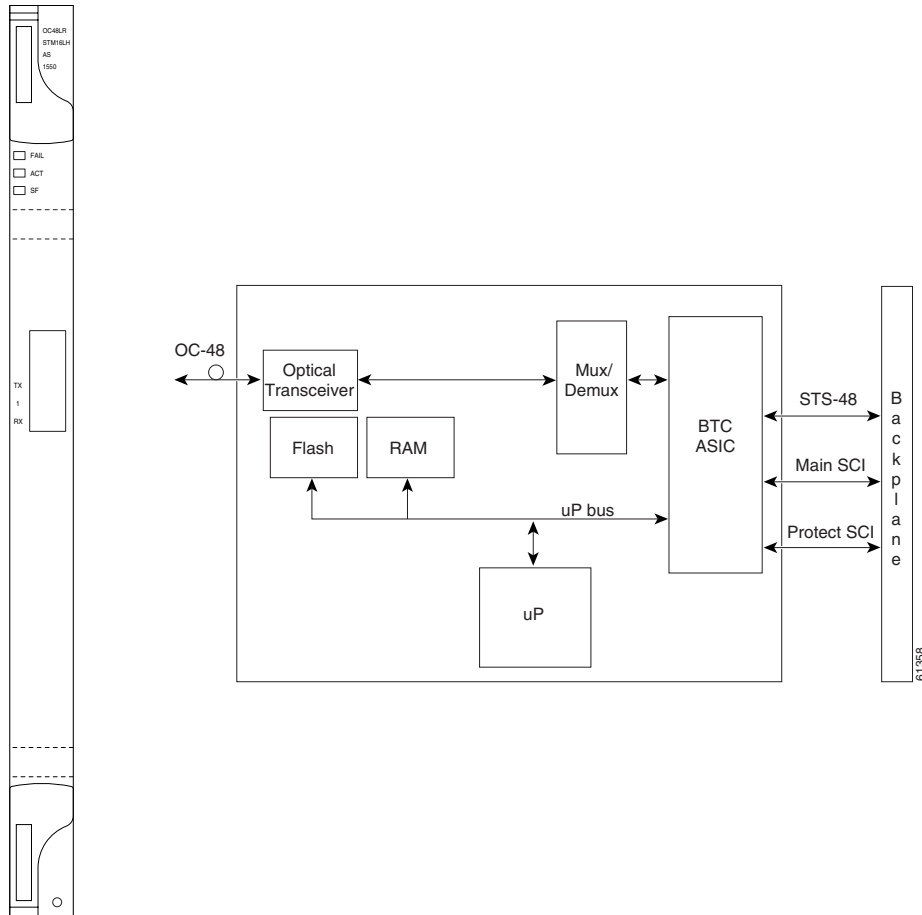 OC48LR
STM16LH
AS
1550
FAIL
ACT
SF
TX
1
RX
OC-48
Optical
Transceiver
Flash
RAM
Mux/
Demux
BTC
ASIC
uP bus
uP
STS-48
Main SCI
Protect SCI
Backplane
61358